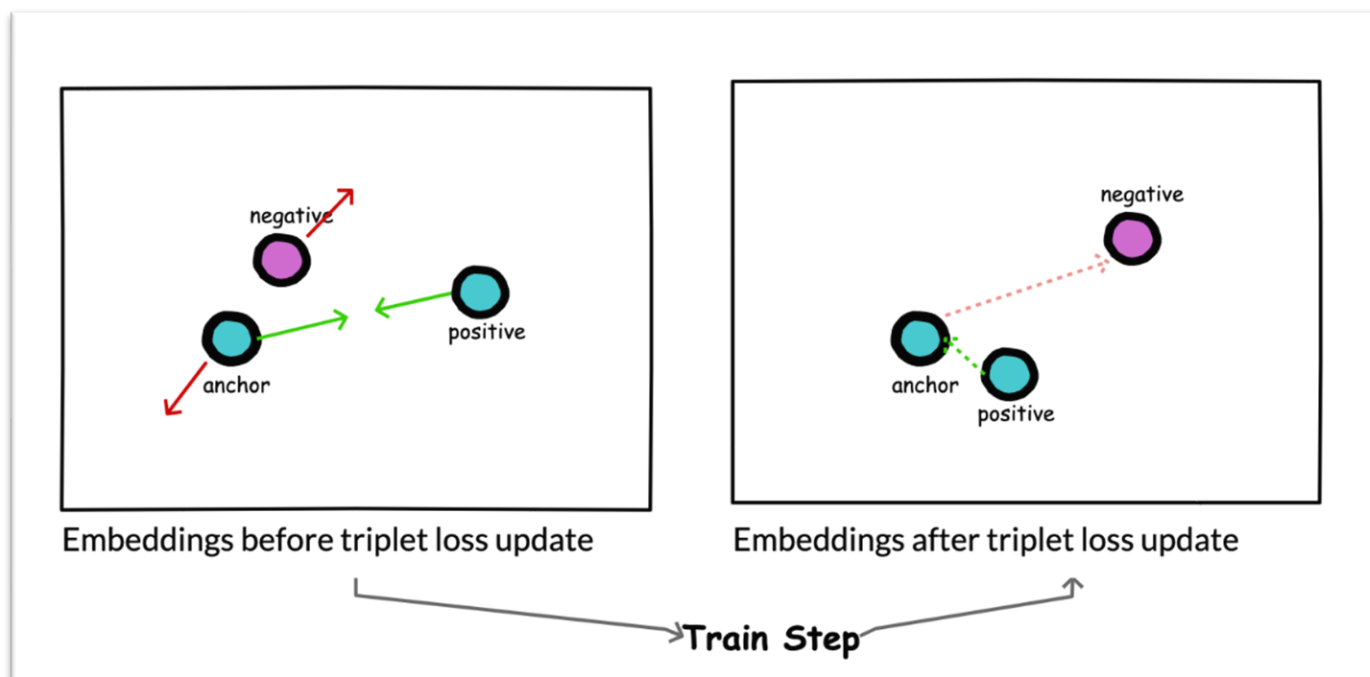 negative
positive
anchor
Embeddings before triplet loss update
negative
anchor
positive
Embeddings after triplet loss update
Train Step